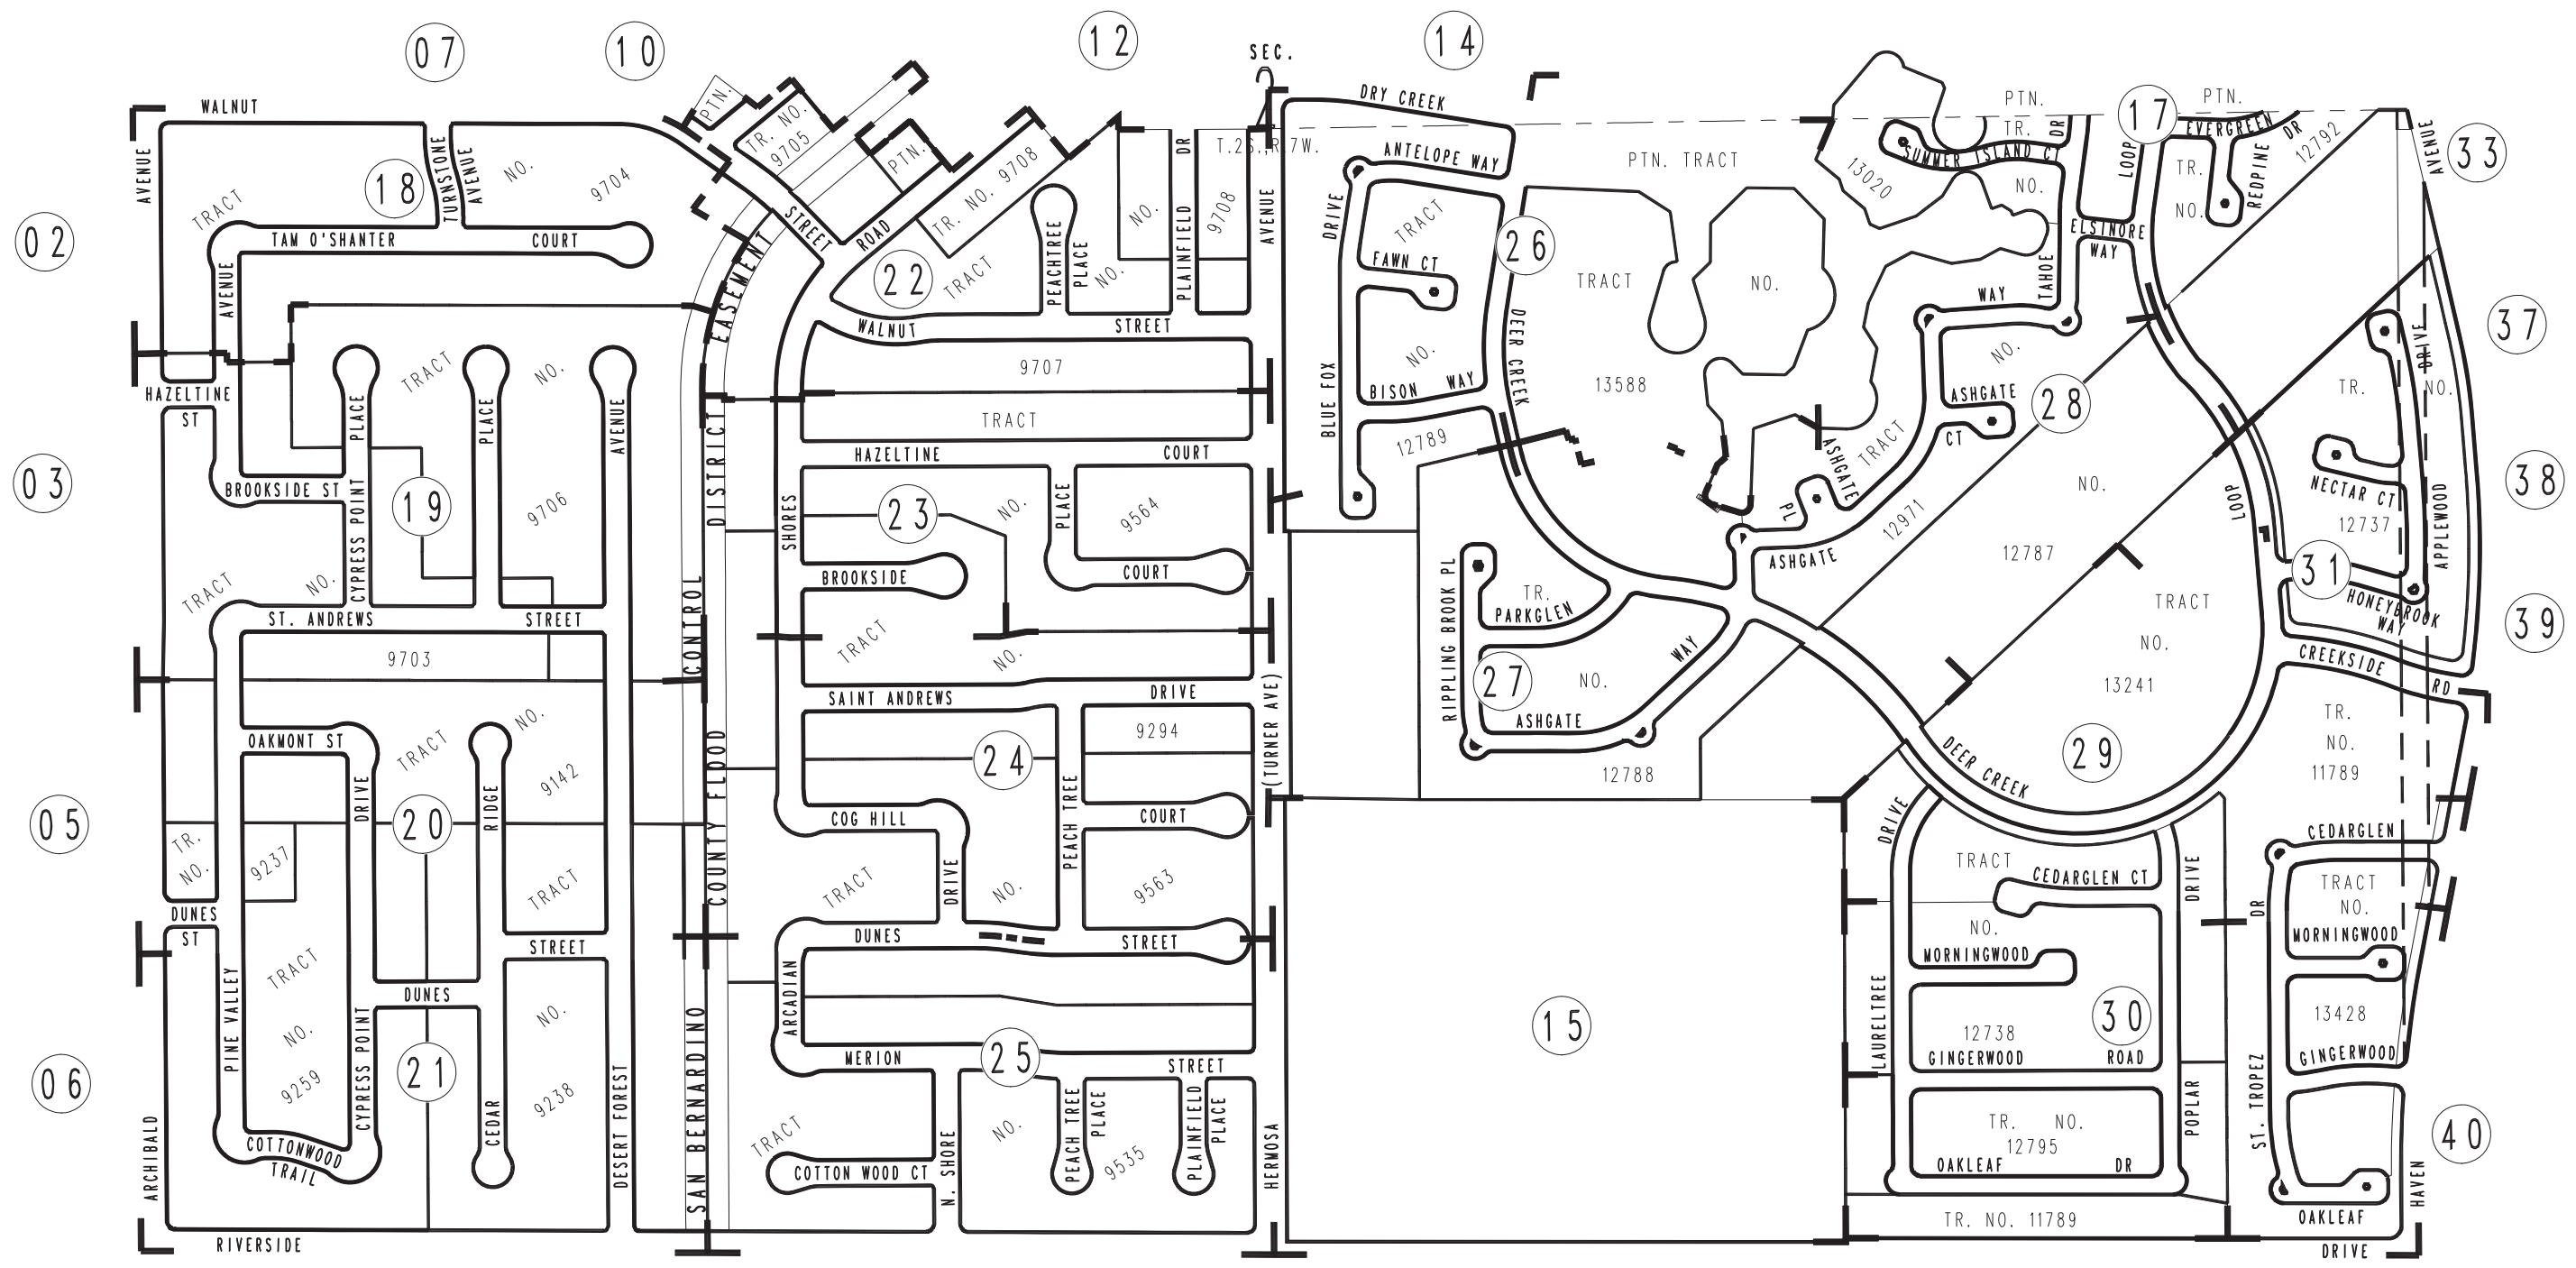 07
10
12
SEC.
14
WALNUT
AVENUE
TURNSTONE
AVENUE
NO.
9704
TRACT
18
TAM O'SHANTER
COURT
02
AVENUE
HAZELTINE
ST
TRACT
NO.
PLACE
PLACE
AVENUE
BROOKSIDE ST
CYPRESS POINT
19
9706
03
TRACT
NO.
ST. ANDREWS
STREET
9703
OAKMONT ST
TRACT
NO.
9142
DRIVE
20
RIDGE
05
TR.
NO.
9237
TRACT
DUNES
ST
STREET
TRACT
NO.
9259
PINE VALLEY
DUNES
CYPRESS POINT
21
CEDAR
NO.
9238
DESERT FOREST
06
ARCHIBALD
COTTONWOOD
TRAIL
RIVERSIDE
PTN.
TR. NO.
9705
PTN.
STREET
ROAD
TR. NO. 9708
22
TRACT
NO.
PEACHTREE
PLACE
NO.
PLAINFIELD
DR
9708
T.2S.,R.7W.
AVENUE
EASEMENT
WALNUT
STREET
9707
TRACT
HAZELTINE
COURT
DISTRICT
SHORES
23
NO.
PLACE
9564
BROOKSIDE
COURT
CONTROL
TRACT
NO.
SAINT ANDREWS
DRIVE
(TURNER AVE)
24
9294
COUNTY FLOOD
COG HILL
PEACH TREE
COURT
TRACT
DRIVE
NO.
9563
DUNES
STREET
ARCADIAN
SAN BERNARDINO
MERION
25
STREET
TRACT
NO.
PEACH TREE
PLACE
9535
PLAINFIELD
PLACE
COTTON WOOD CT
N. SHORE
HERMOSA
DRY CREEK
ANTELOPE WAY
DRIVE
TRACT
26
FAWN CT
NO.
BISON
WAY
BLUE FOX
DEER CREEK
12789
PTN. TRACT
TRACT
NO.
13588
PTN.
TR.
DR
SUMMER ISLAND CT
13020
NO.
17
LOOP
PTN.
EVERGREEN
DR
TR.
NO.
REDPINE
12792
AVENUE
33
ELSINORE
WAY
TAHOE
WAY
NO.
ASHGATE
CT
28
37
DRIVE
TR.
NO.
ASHGATE
PL
TRACT
12971
ASHGATE
NO.
12787
LOOP
NECTAR CT
12737
APPLEWOOD
38
31
HONEYBROOK
WAY
39
RIPPLING BROOK PL
TR.
PARKGLEN
27
NO.
WAY
ASHGATE
12788
TRACT
NO.
13241
CREEKSIDE
RD
TR.
NO.
11789
DEER CREEK
29
DRIVE
TRACT
CEDARGLEN CT
DRIVE
CEDARGLEN
TRACT
NO.
DR
NO.
MORNINGWOOD
MORNINGWOOD
15
LAURELTREE
12738
30
GINGERWOOD
ROAD
13428
GINGERWOOD
TR.
NO.
12795
OAKLEAF
DR
POPLAR
ST. TROPEZ
40
HAVEN
TR. NO. 11789
OAKLEAF
DRIVE